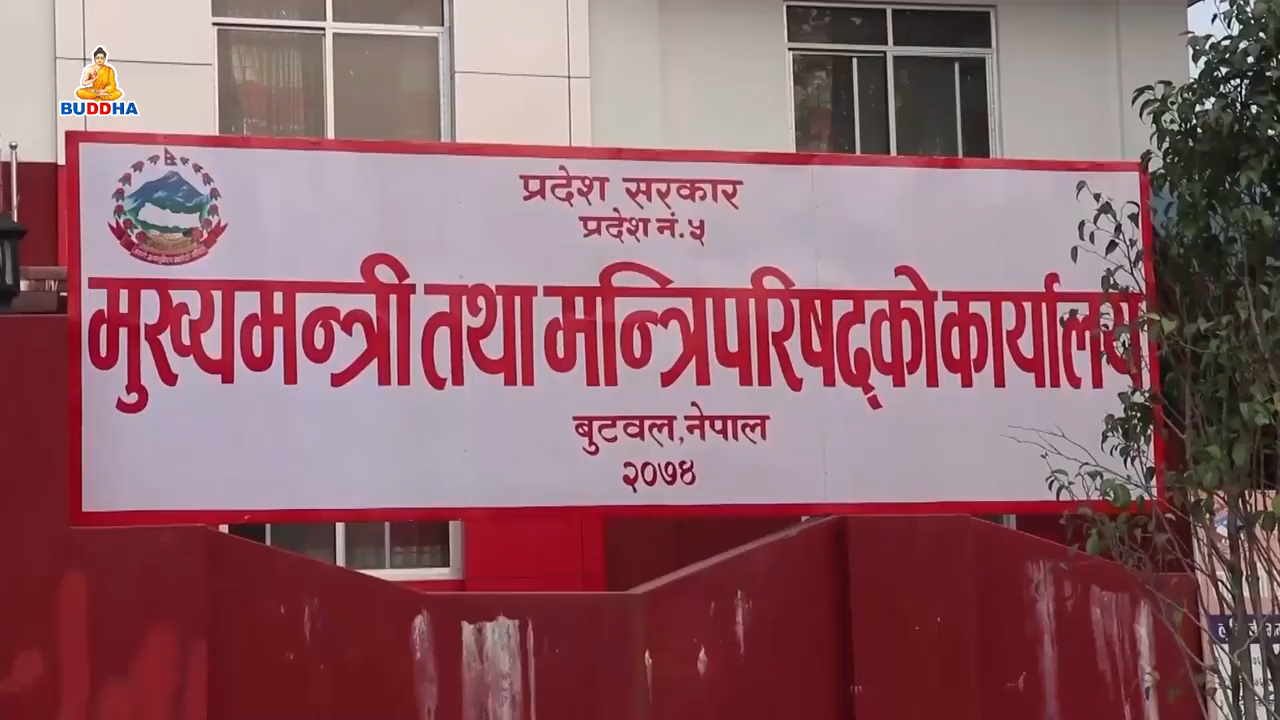 BUDDHA
प्रदेश सरकार
प्रदेश नं.५
मुख्यमन्त्री तथा मन्त्रिपरिषद्को कार्यालय
बुटवल,नेपाल
२०७४